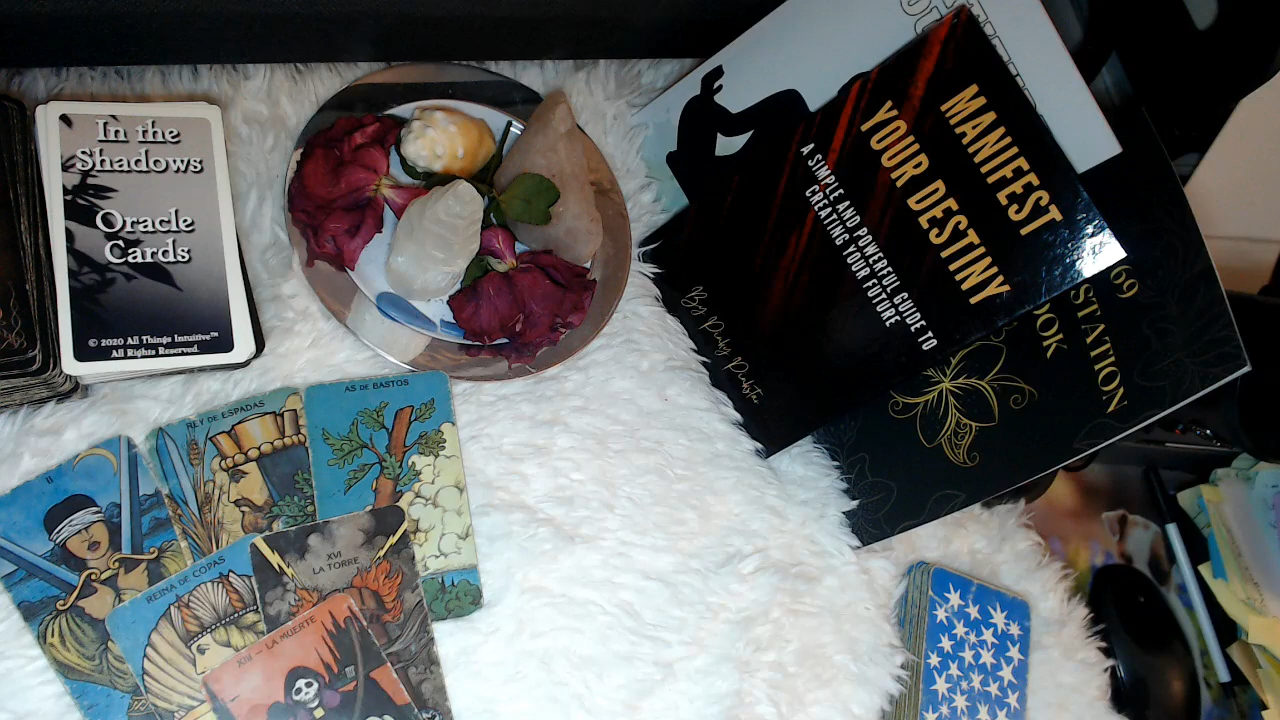 In the
Shadows
Oracle
Cards
© 2020 All Things Intuitive™
All Rights Reserved.
MANIFEST
YOUR DESTINY
A SIMPLE AND POWERFUL GUIDE TO
CREATING YOUR FUTURE
369
STATION
OOK
AS DE BASTOS
REY DE ESPADAS
II
REINA DE COPAS
XVI
LA TORRE
XIII – LA MUERTE